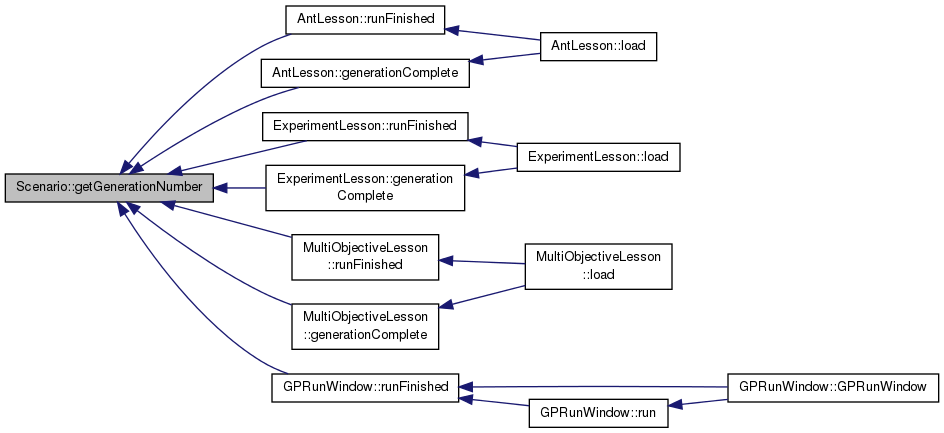 AntLesson::runFinished
AntLesson::load
AntLesson::generationComplete
ExperimentLesson::runFinished
ExperimentLesson::load
ExperimentLesson::generation
Complete
Scenario::getGenerationNumber
MultiObjectiveLesson
::runFinished
MultiObjectiveLesson
::load
MultiObjectiveLesson
::generationComplete
GPRunWindow::runFinished
GPRunWindow::GPRunWindow
GPRunWindow::run